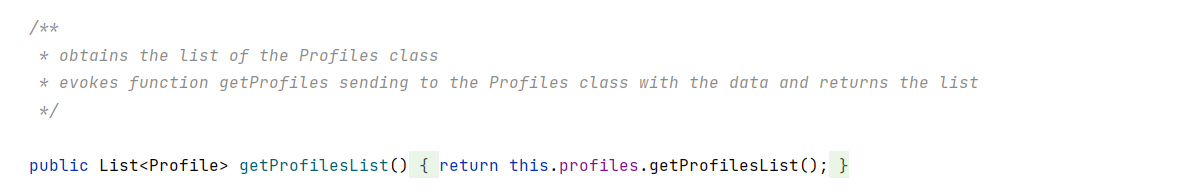 /**
* obtains the list of the Profiles class
* evokes function getProfiles sending to the Profiles class with the data and returns the list
*/
public List<Profile> getProfilesList() { return this.profiles.getProfilesList(); }